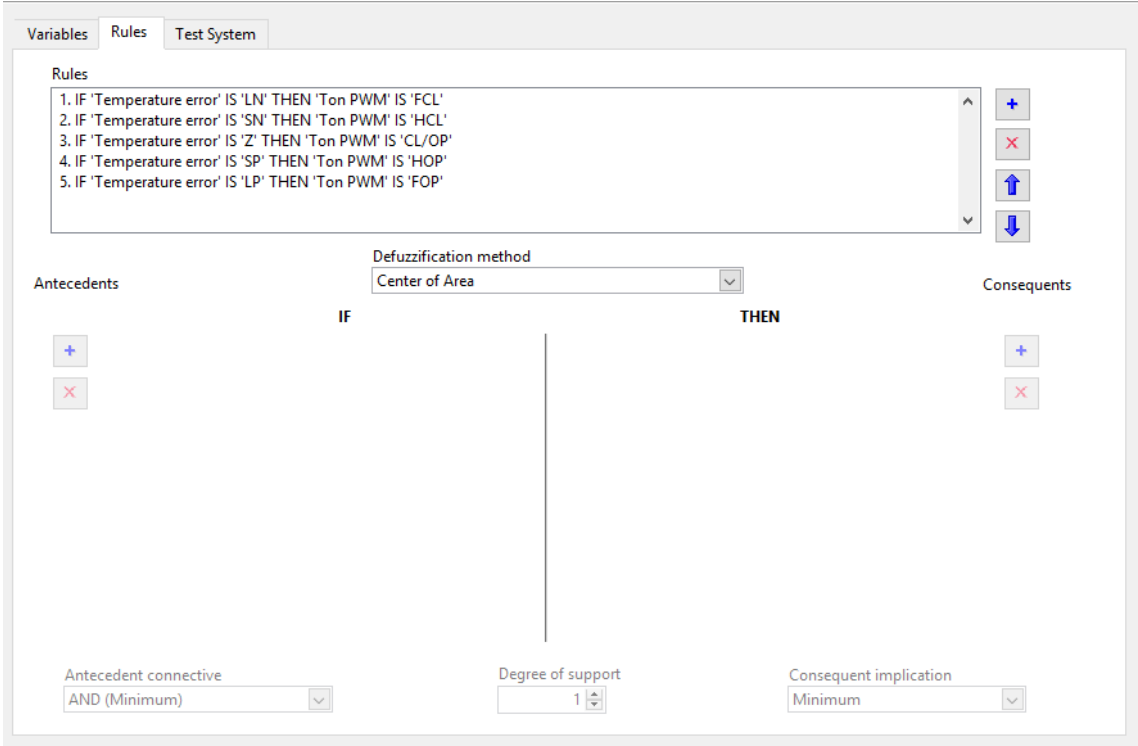 Variables Rules Test System
Rules
1. IF 'Temperature error' IS 'LN' THEN 'Ton PWM' IS 'FCL'
2. IF 'Temperature error' IS 'SN' THEN 'Ton PWM' IS 'HCL'
3. IF 'Temperature error' IS 'Z' THEN 'Ton PWM' IS 'CL/OP'
4. IF 'Temperature error' IS 'SP' THEN 'Ton PWM' IS 'HOP'
5. IF 'Temperature error' IS 'LP' THEN 'Ton PWM' IS 'FOP'
Defuzzification method
Center of Area
Antecedents
Consequents
IF
THEN
Antecedent connective
AND (Minimum)
Degree of support
1
Consequent implication
Minimum